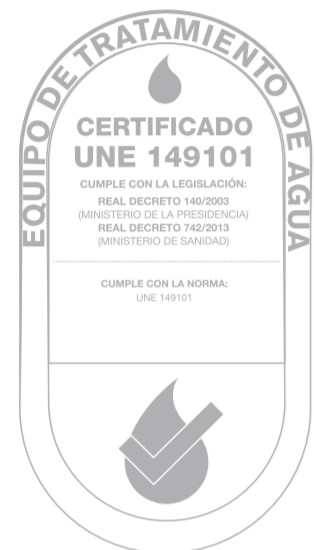 EQUIPO DE TRATAMIENTO DE AGUA
CERTIFICADO
UNE 149101
CUMPLE CON LA LEGISLACIÓN:
REAL DECRETO 140/2003
(MINISTERIO DE LA PRESIDENCIA)
REAL DECRETO 742/2013
(MINISTERIO DE SANIDAD)
CUMPLE CON LA NORMA:
UNE 149101